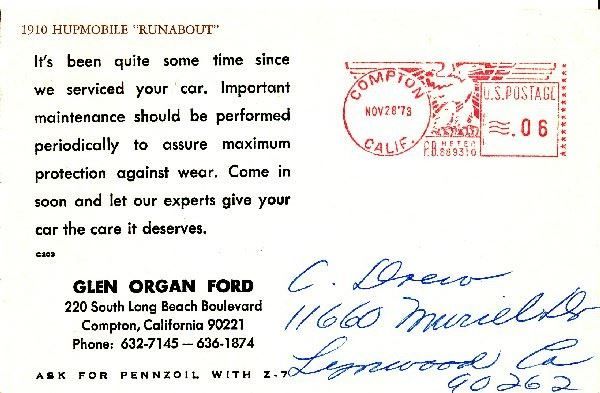 1910 HUPMOBILE "RUNABOUT"
It's been quite some time since
we serviced your car. Important
maintenance should be performed
periodically to assure maximum
protection against wear. Come in
soon and let our experts give your
car the care it deserves.
C203
GLEN ORGAN FORD
220 South Long Beach Boulevard
Compton, California 90221
Phone: 632-7145 — 636-1874
ASK FOR PENNZOIL WITH Z-7
COMPTON
NOV 28 '73
CALIF.
U.S. POSTAGE
.06
P.B. METER
869310
C. Drew
11660 Muriel Dr
Lynwood Ca
90262